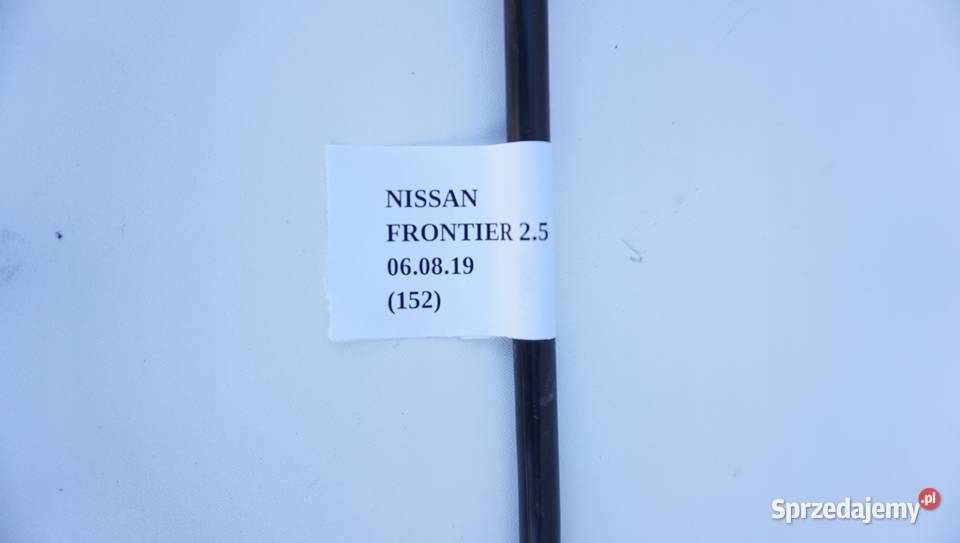 NISSAN
FRONTIER 2.5
06.08.19
(152)
Sprzedajemy.pl